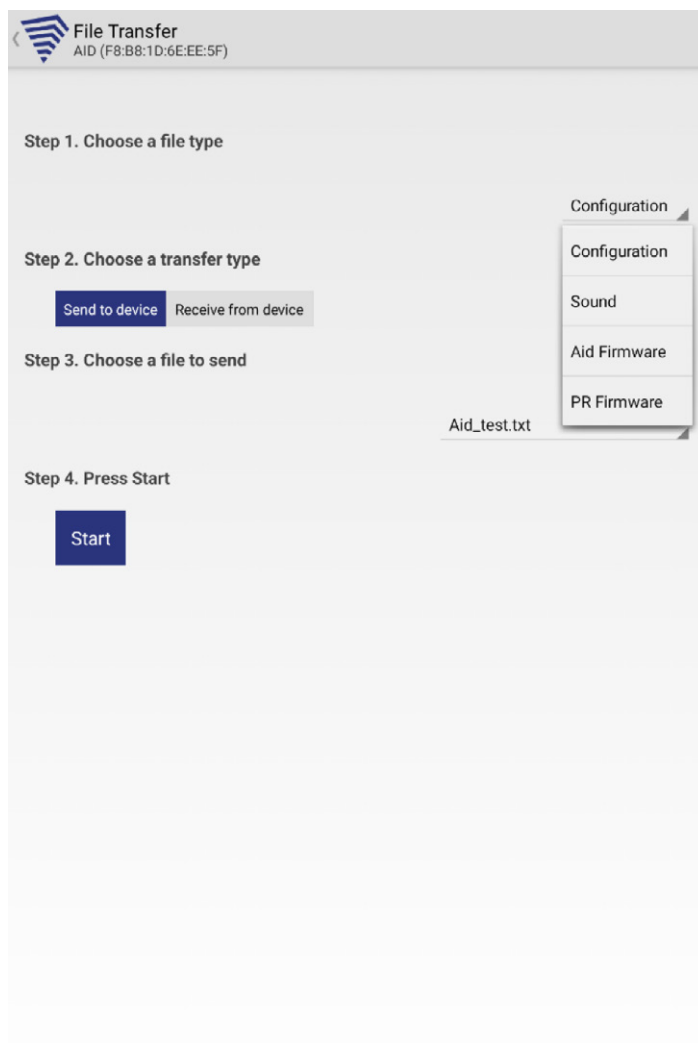 File Transfer
AID (F8:B8:1D:6E:EE:5F)
Step 1. Choose a file type
Configuration
Configuration
Sound
Aid Firmware
PR Firmware
Step 2. Choose a transfer type
Send to device Receive from device
Step 3. Choose a file to send
Aid_test.txt
Step 4. Press Start
Start